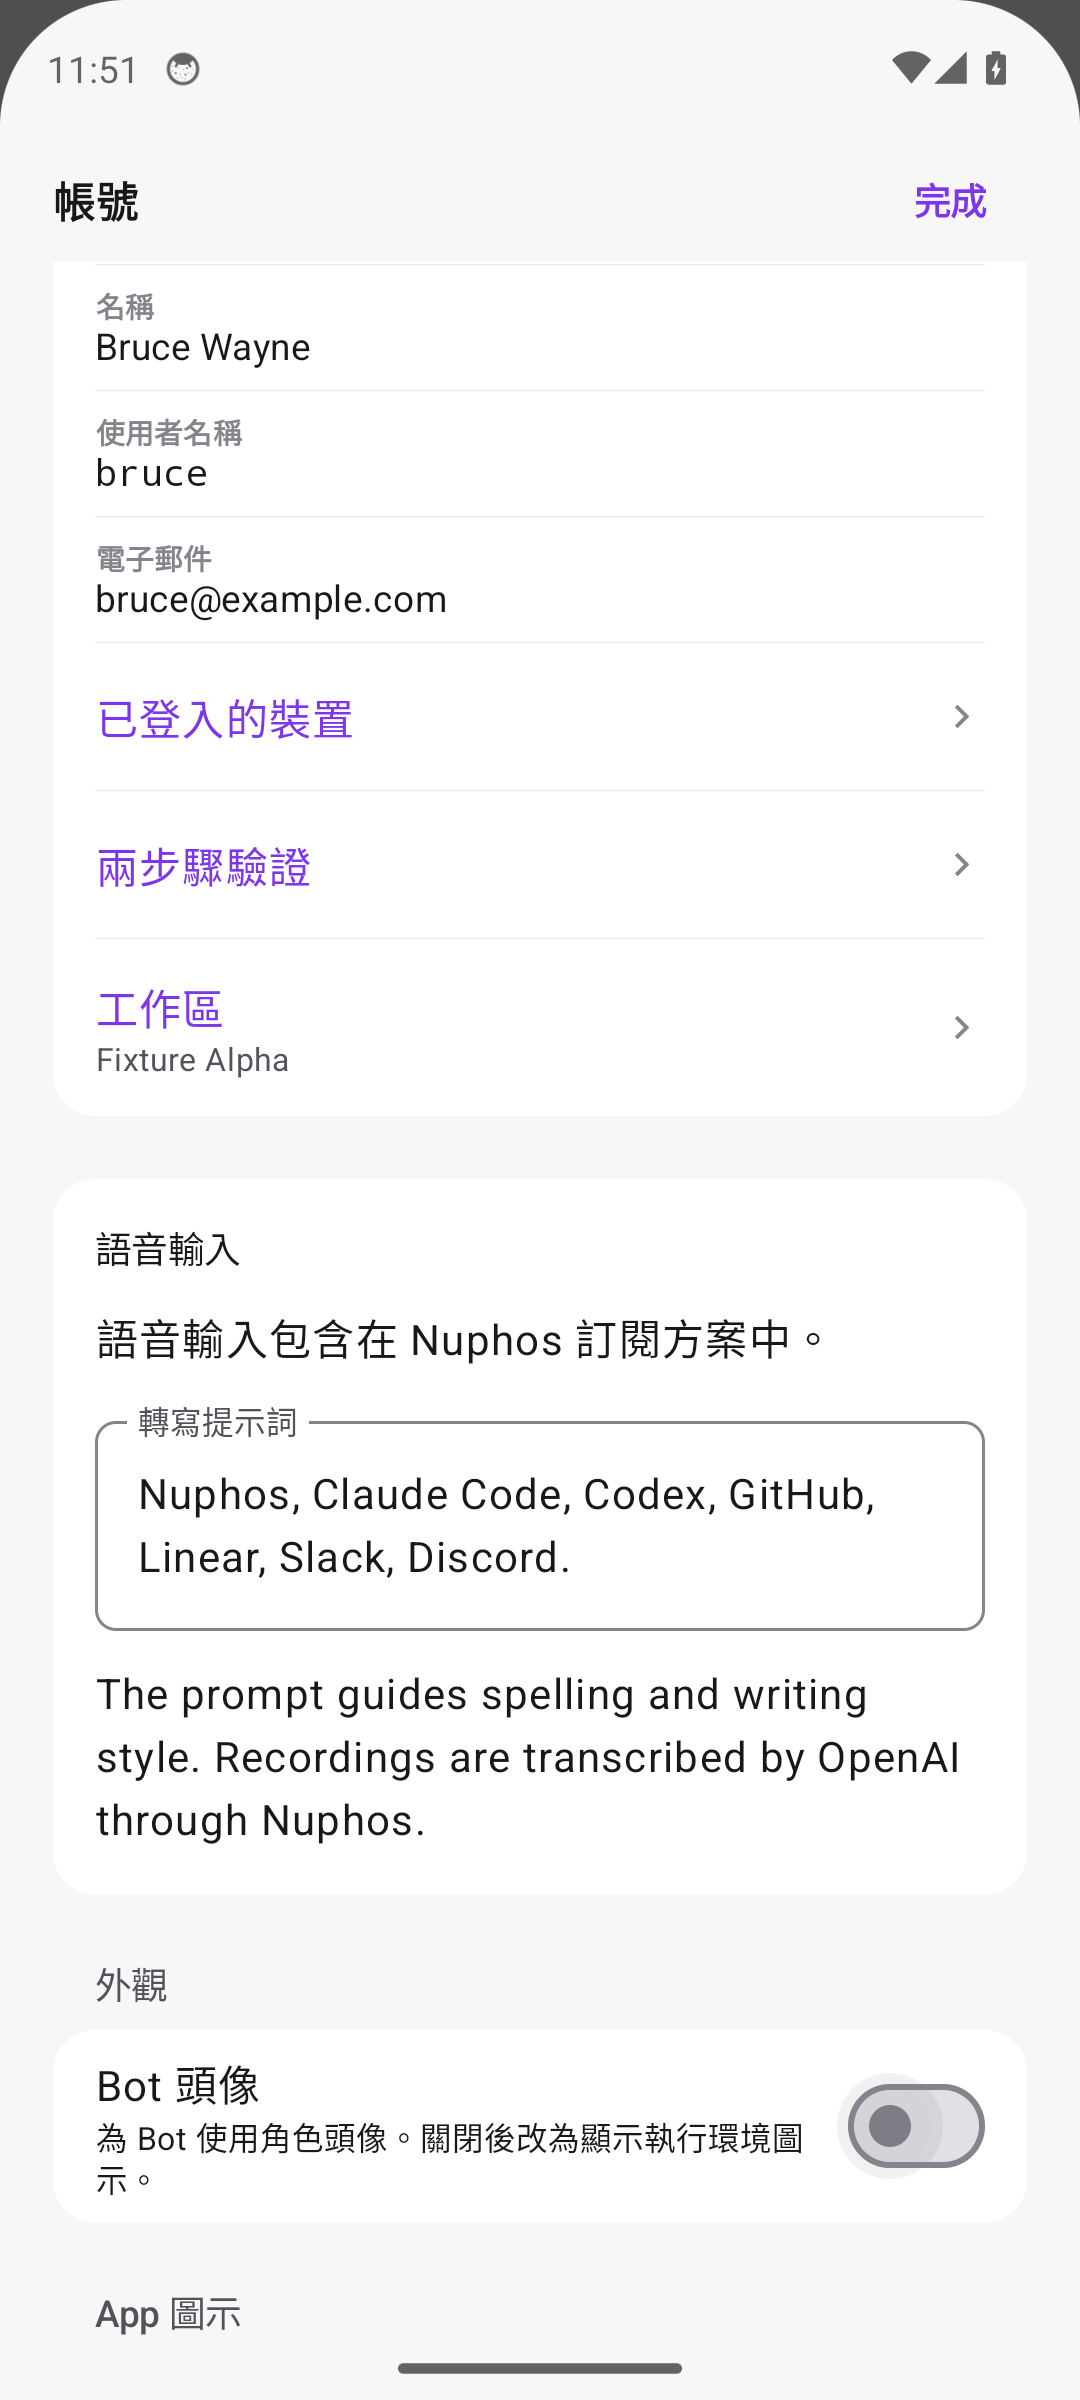 11:51
帳號
完成
名稱
Bruce Wayne
使用者名稱
bruce
電子郵件
bruce@example.com
已登入的裝置
兩步驟驗證
工作區
Fixture Alpha
語音輸入
語音輸入包含在 Nuphos 訂閱方案中。
轉寫提示詞
Nuphos, Claude Code, Codex, GitHub,
Linear, Slack, Discord.
The prompt guides spelling and writing
style. Recordings are transcribed by OpenAI
through Nuphos.
外觀
Bot 頭像
為 Bot 使用角色頭像。關閉後改為顯示執行環境圖
示。
App 圖示